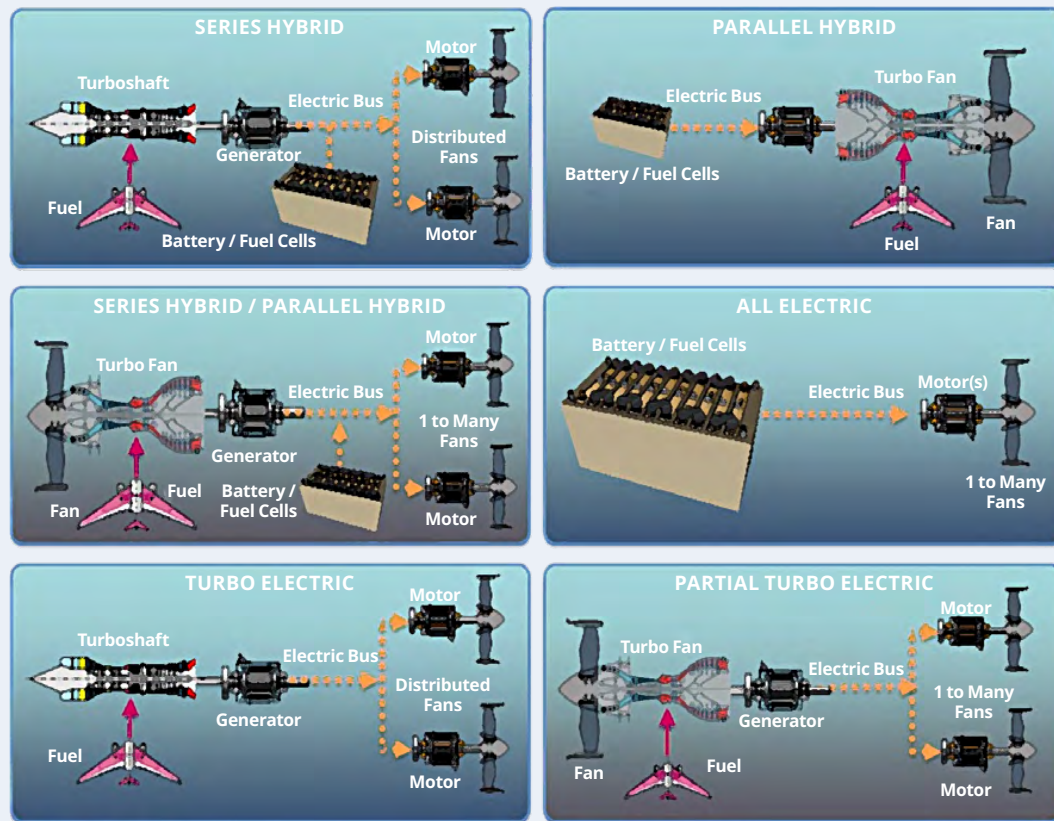 SERIES HYBRID
Motor
Turboshaft
Electric Bus
Distributed
Fans
Generator
Fuel
Battery / Fuel Cells
Motor
PARALLEL HYBRID
Turbo Fan
Electric Bus
Battery / Fuel Cells
Fan
Fuel
SERIES HYBRID / PARALLEL HYBRID
Motor
Turbo Fan
Electric Bus
1 to Many
Fans
Generator
Fuel
Battery /
Fuel Cells
Fan
Motor
ALL ELECTRIC
Battery / Fuel Cells
Electric Bus
Motor(s)
1 to Many
Fans
TURBO ELECTRIC
Motor
Turboshaft
Electric Bus
Distributed
Fans
Generator
Fuel
Motor
PARTIAL TURBO ELECTRIC
Motor
Turbo Fan
Electric Bus
1 to Many
Fans
Generator
Fan
Fuel
Motor